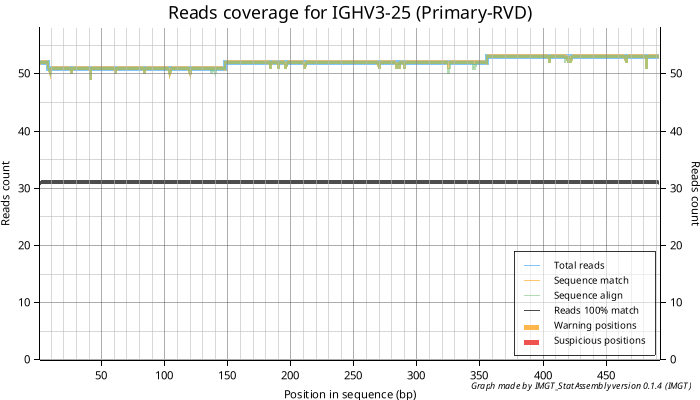 Reads coverage for IGHV3-25 (Primary-RVD)
50 50
40 40
30 30
20 20
10 10
0 0
Reads count
Reads count
Total reads
Sequence match
Sequence align
Reads 100% match
Warning positions
Suspicious positions
50 100 150 200 250 300 350 400 450
Position in sequence (bp)
Graph made by IMGT_StatAssembly version 0.1.4 (IMGT)